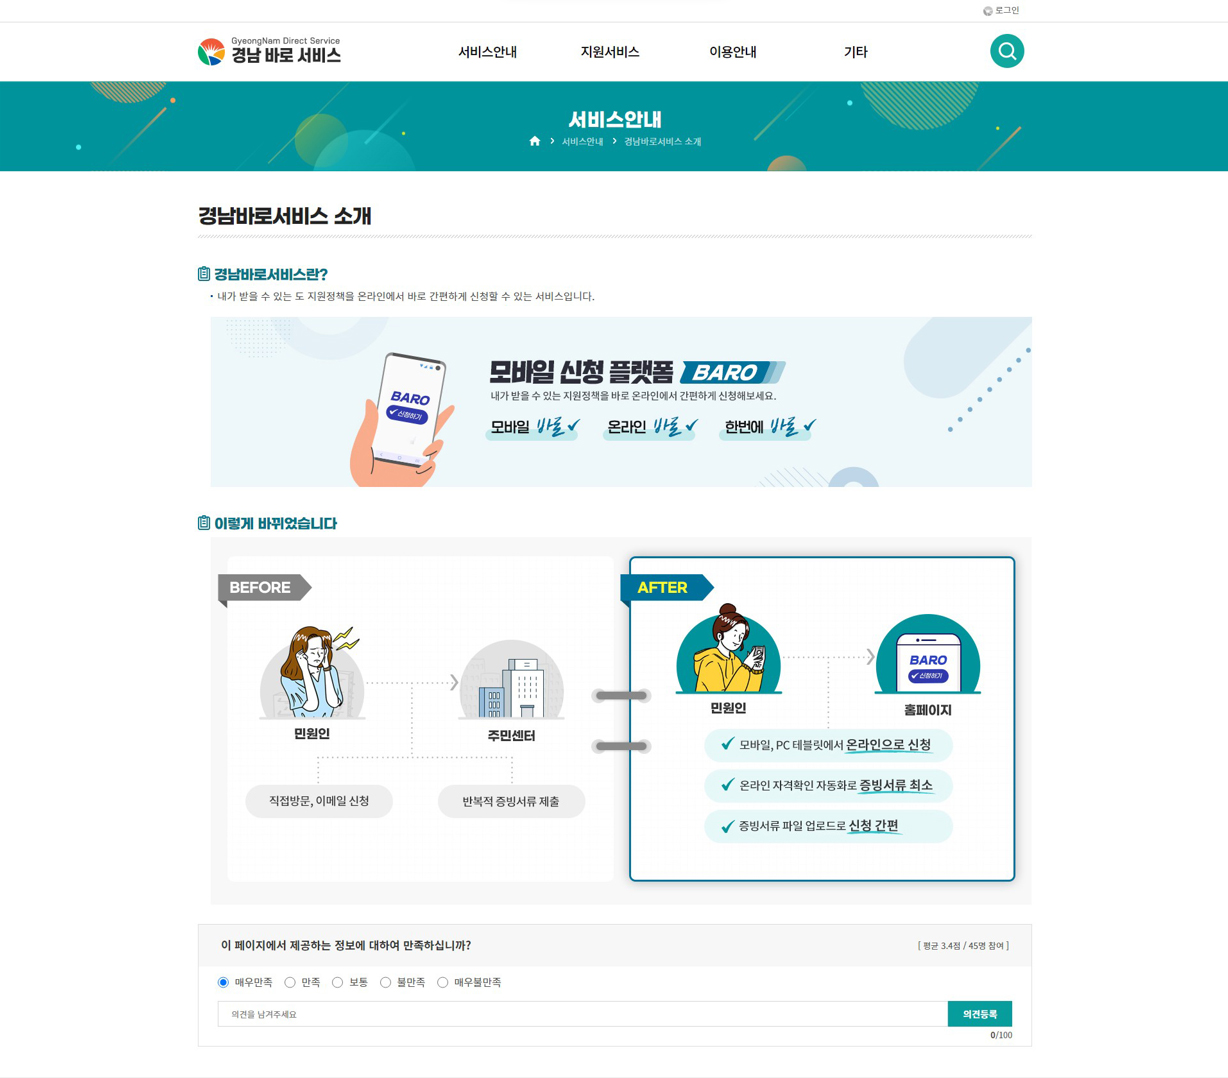 로그인
GyeongNam Direct Service
경남 바로 서비스
서비스안내 지원서비스 이용안내 기타
서비스안내
서비스안내 경남바로서비스 소개
경남바로서비스 소개
경남바로서비스란?
내가 받을 수 있는 도 지원정책을 온라인에서 바로 간편하게 신청할 수 있는 서비스입니다.
BARO
신청하기
모바일 신청 플랫폼 BARO
내가 받을 수 있는 지원정책을 바로 온라인에서 간편하게 신청해보세요.
모바일 바로 온라인 바로 한번에 바로
이렇게 바뀌었습니다
BEFORE
민원인
주민센터
직접방문, 이메일 신청
반복적 증빙서류 제출
AFTER
BARO
신청하기
민원인
홈페이지
모바일, PC 테블릿에서 온라인으로 신청
온라인 자격확인 자동화로 증빙서류 최소
증빙서류 파일 업로드로 신청 간편
이 페이지에서 제공하는 정보에 대하여 만족하십니까?
[ 평균 3.4점 / 45명 참여 ]
매우만족 만족 보통 불만족 매우불만족
의견을 남겨주세요
의견등록
0/100